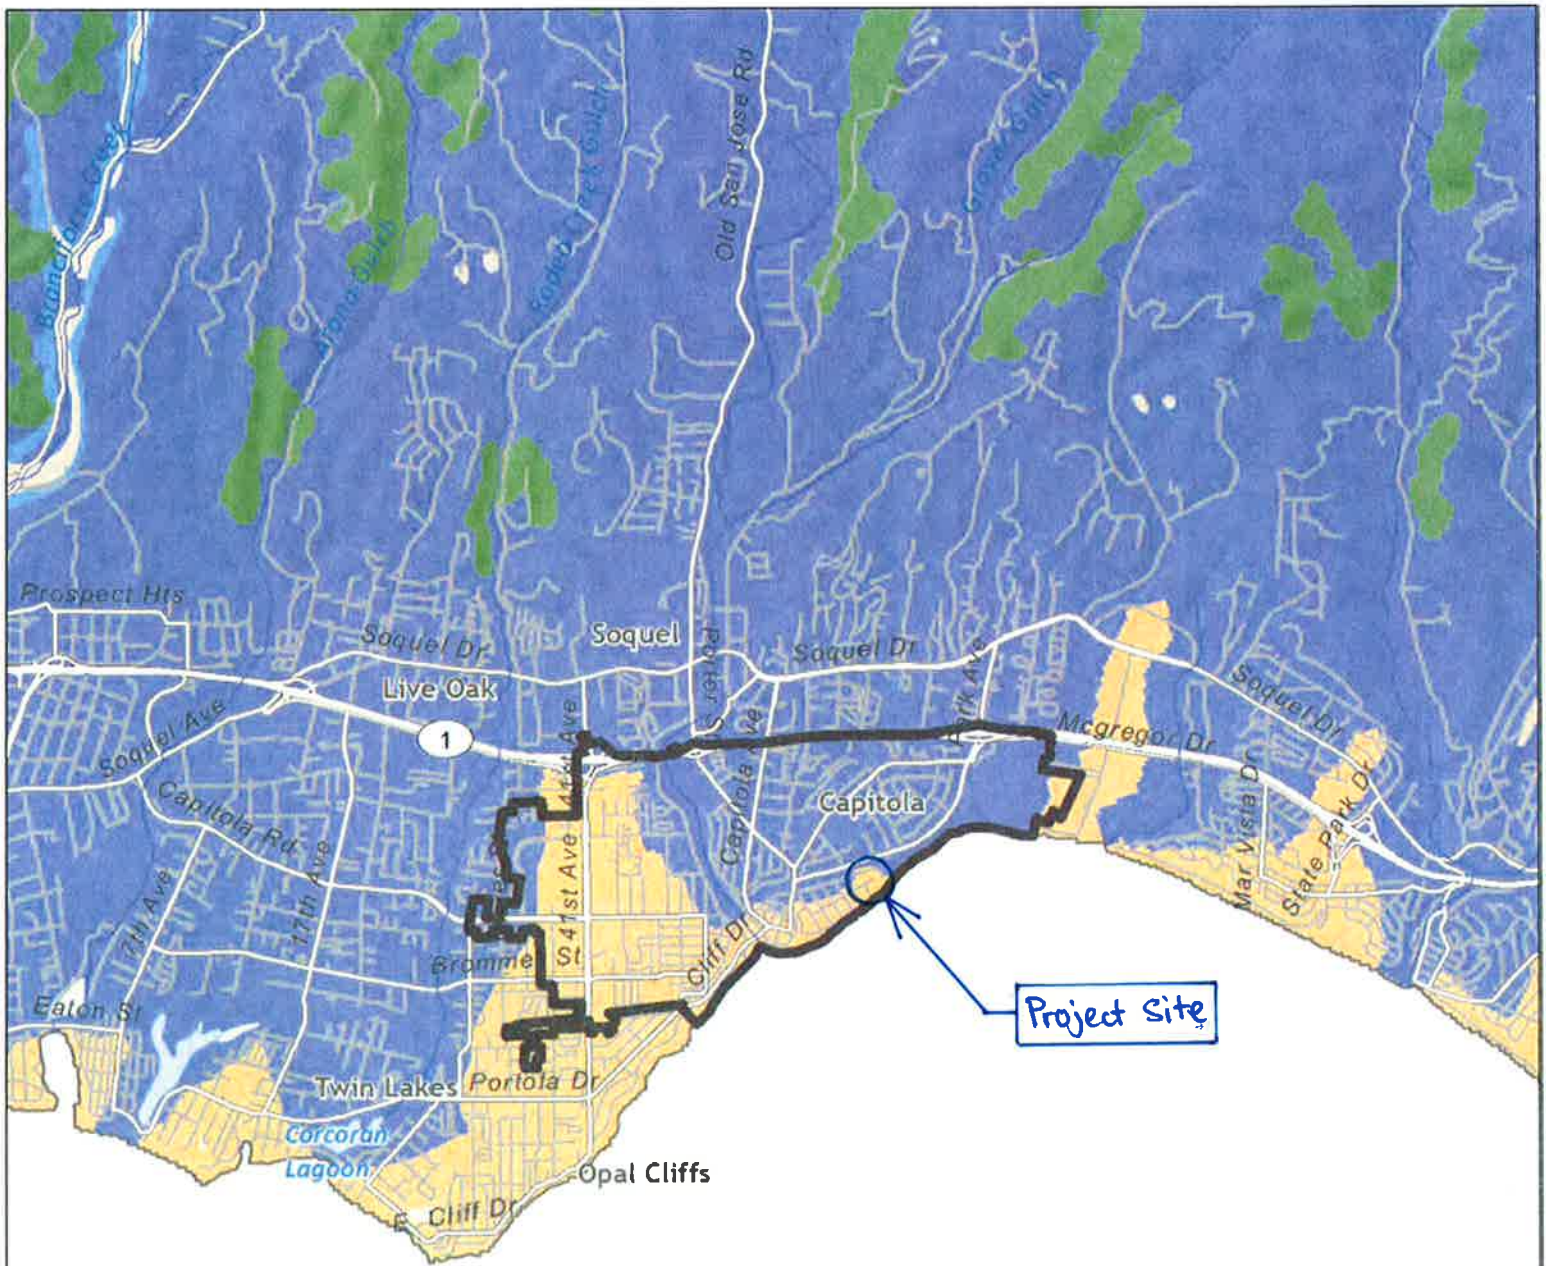 Branciforte Creek
Arana Gulch
Rodeo Creek Gulch
Old San Jose Rd
Grover Gulch
Prospect Hts
Soquel Dr
Soquel
Porter St
Soquel Dr
Park Ave
Soquel Dr
Live Oak
Soquel Ave
1
41st Ave
Capitola Ave
Mcgregor Dr
Mar Vista Dr
State Park Dr
Capitola Rd
Capitola
7th Ave
17th Ave
41st Ave
Bromme
St
Cliff Dr
Eaton St
Project Site
Twin Lakes
Portola Dr
Corcoran
Lagoon
Opal Cliffs
E Cliff Dr